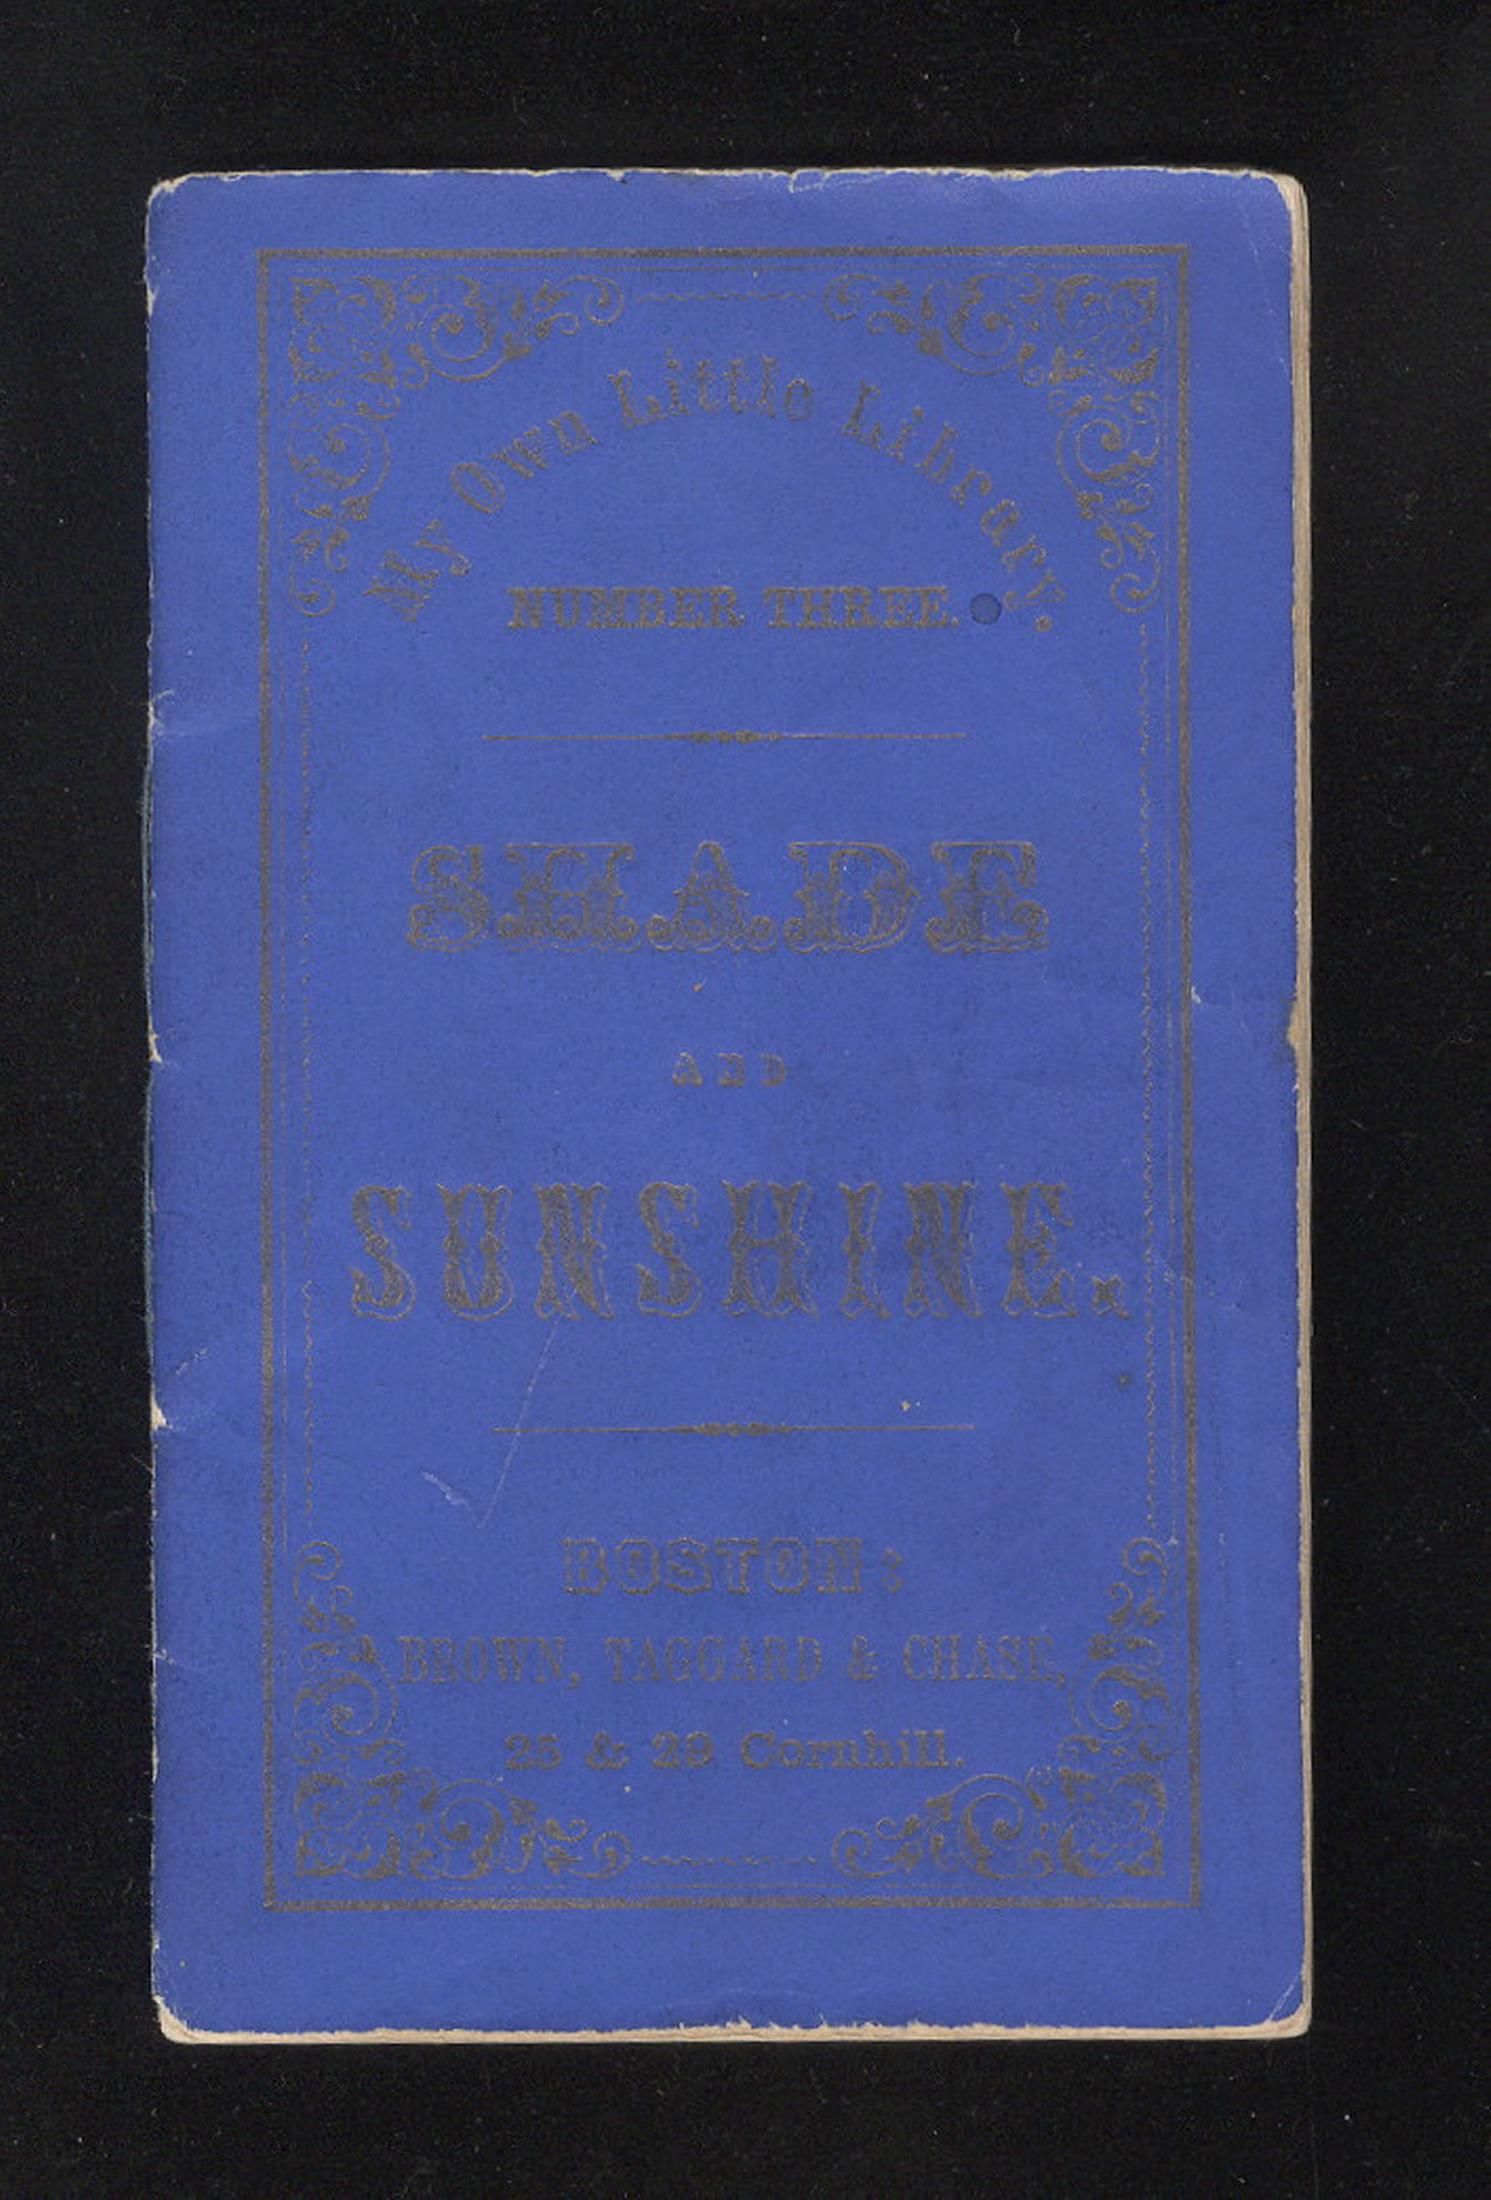 My Own Little Library.
NUMBER THREE.
SHADE
AND
SUNSHINE.
BOSTON:
BROWN, TAGGARD & CHASE,
25 & 29 Cornhill.